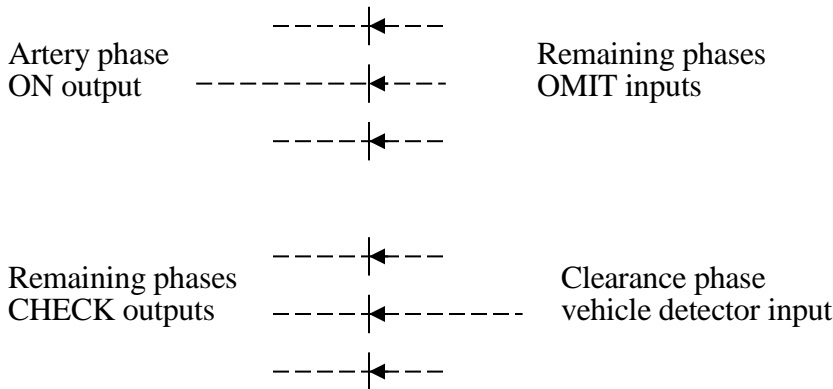 Artery phase
ON output
Remaining phases
OMIT inputs
Remaining phases
CHECK outputs
Clearance phase
vehicle detector input